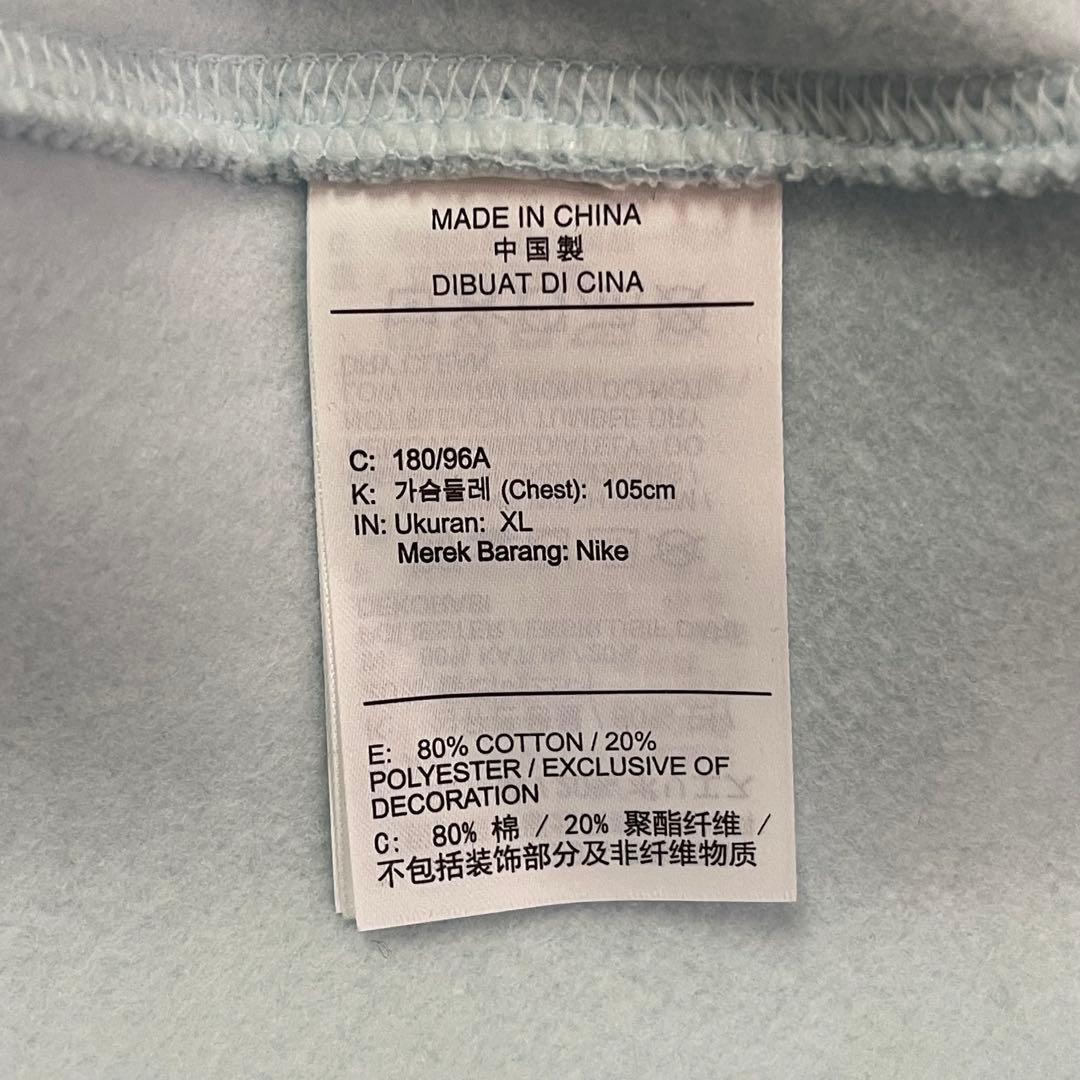 MADE IN CHINA
中国製
DIBUAT DI CINA
C: 180/96A
K: 가슴둘레 (Chest): 105cm
IN: Ukuran: XL
Merek Barang: Nike
E: 80% COTTON / 20%
POLYESTER / EXCLUSIVE OF
DECORATION
C: 80% 棉 / 20% 聚酯纤维 /
不包括装饰部分及非纤维物质